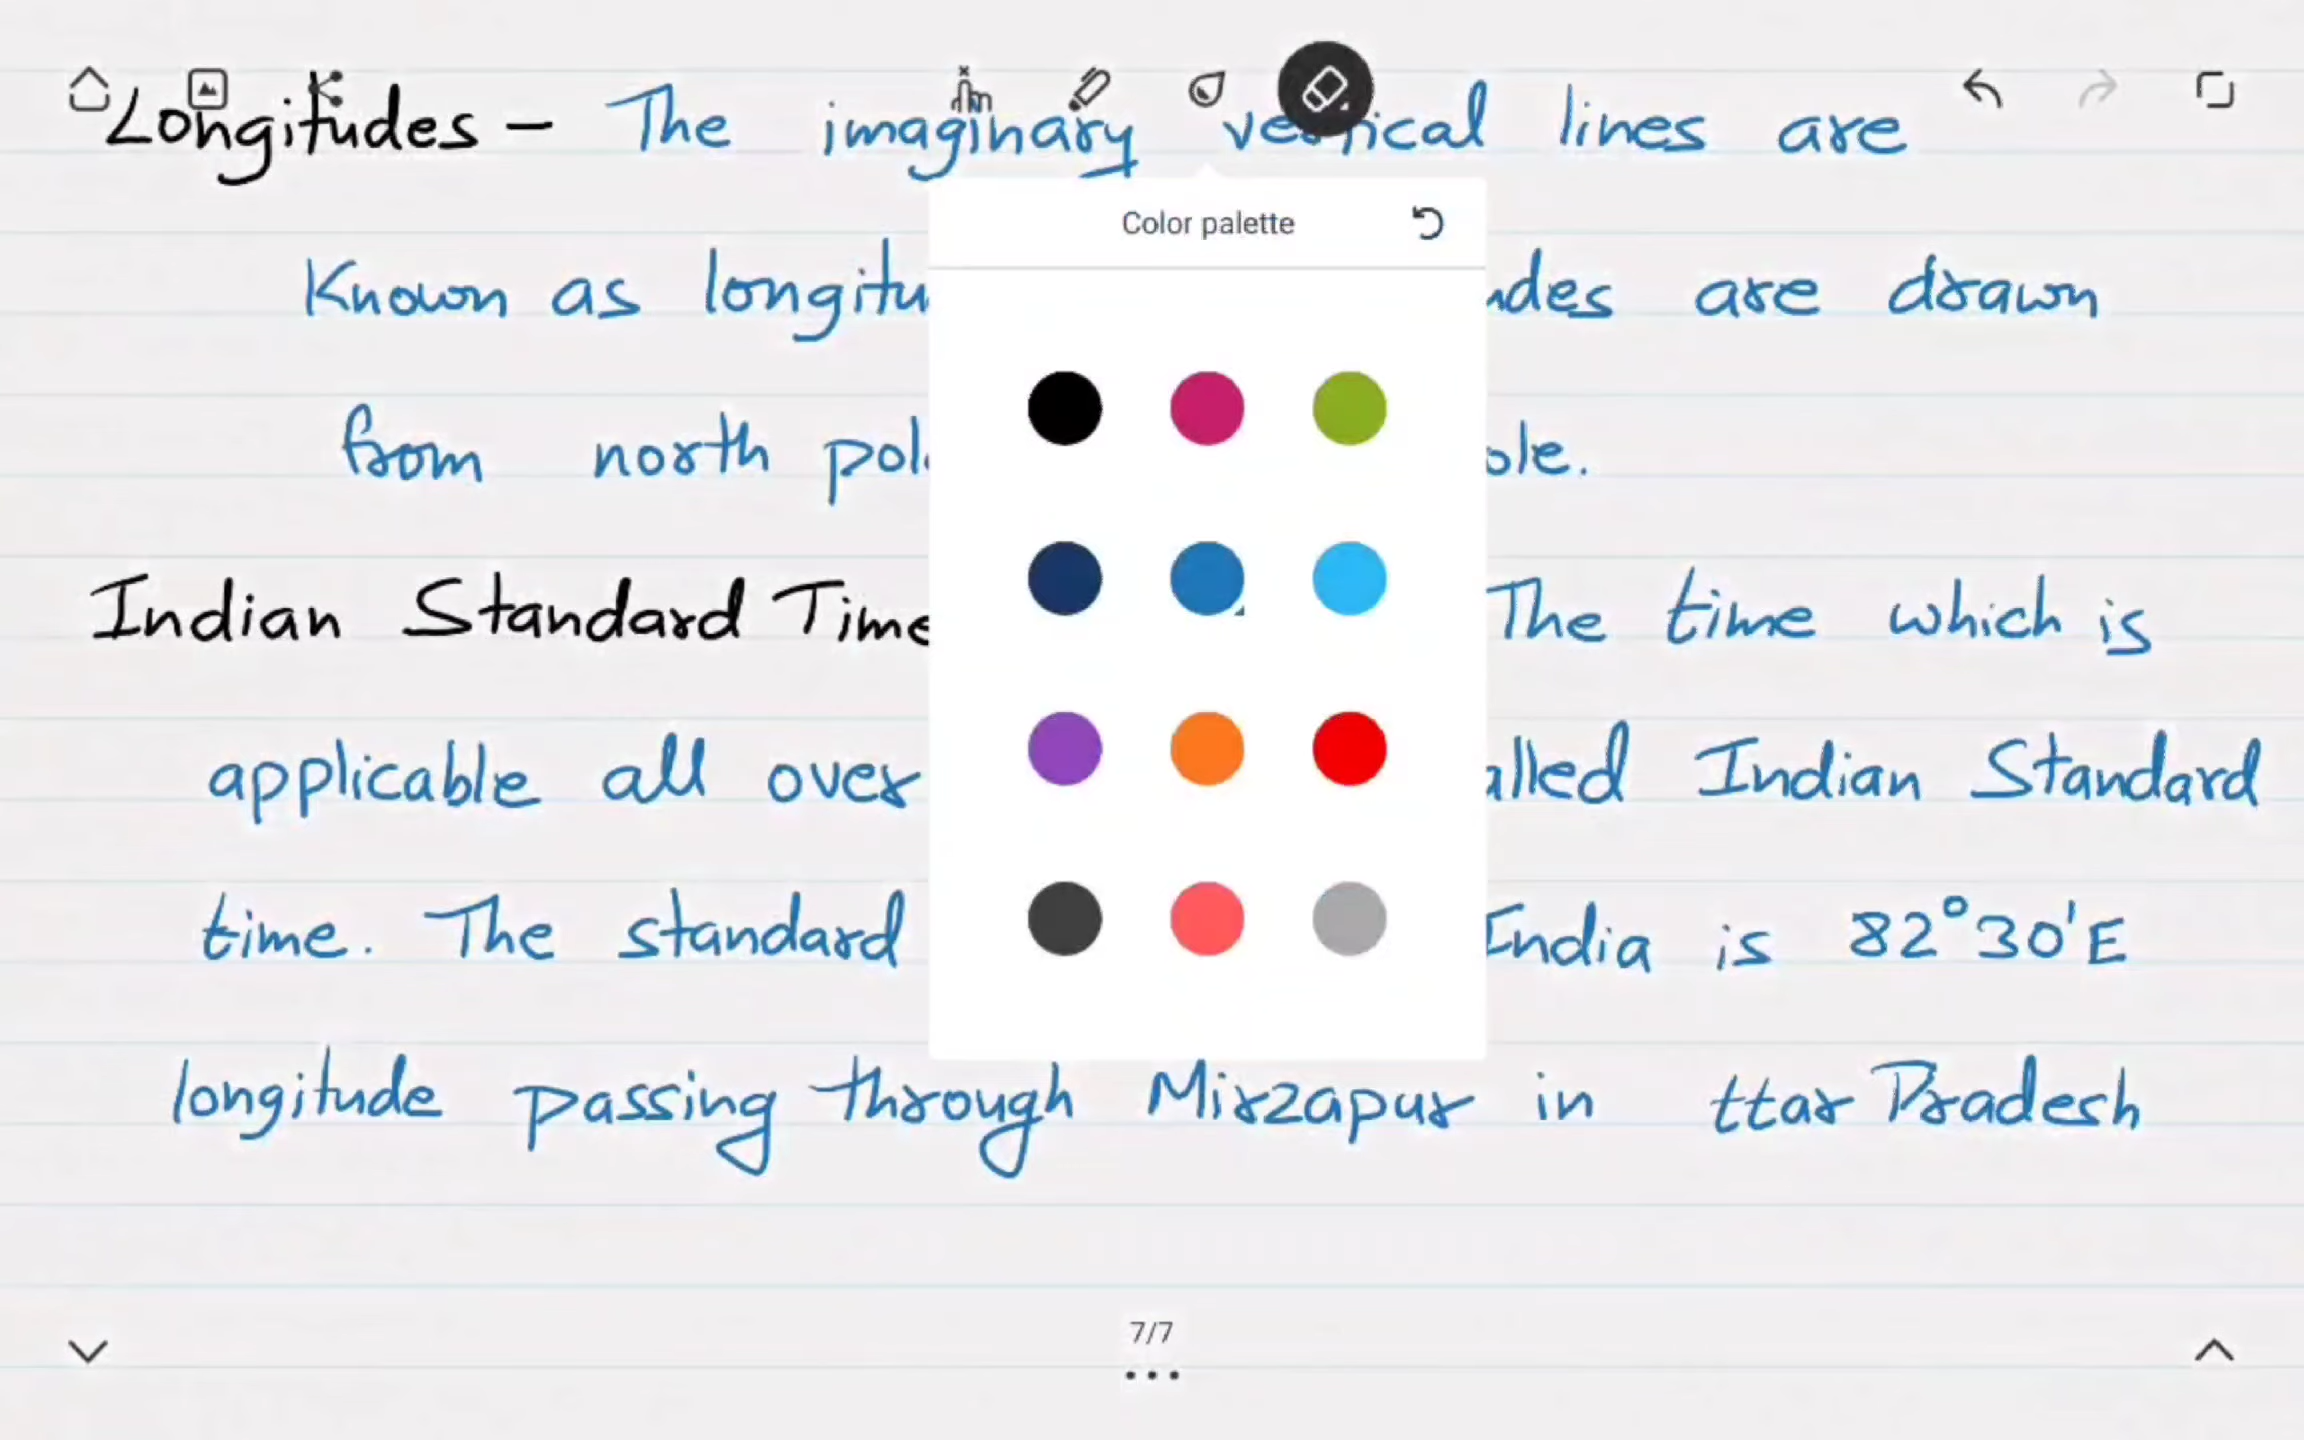 Longitudes - The imaginary vertical lines are
Color palette
Known as longitu des are drawn
from north pol ole.
Indian Standard Time The time which is
applicable all over alled Indian Standard
time. The standard India is 82°30'E
longitude passing through Mirzapur in ttar Pradesh
7/7